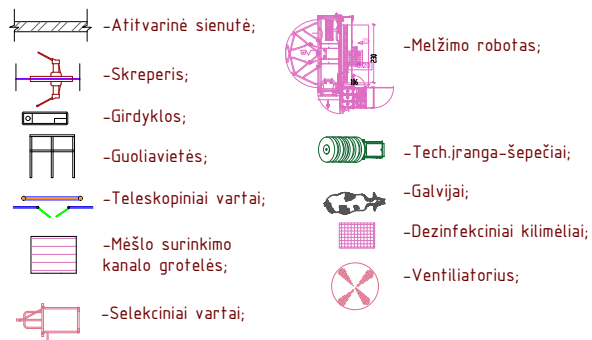 -Atitvarinė sienutė;
-Skreperis;
-Girdyklos;
-Guoliavietės;
-Teleskopiniai vartai;
-Mėšlo surinkimo
kanalo grotelės;
-Selekciniai vartai;
-Melžimo robotas;
-Tech.įranga-šepečiai;
-Galvijai;
-Dezinfekciniai kilimėliai;
-Ventiliatorius;